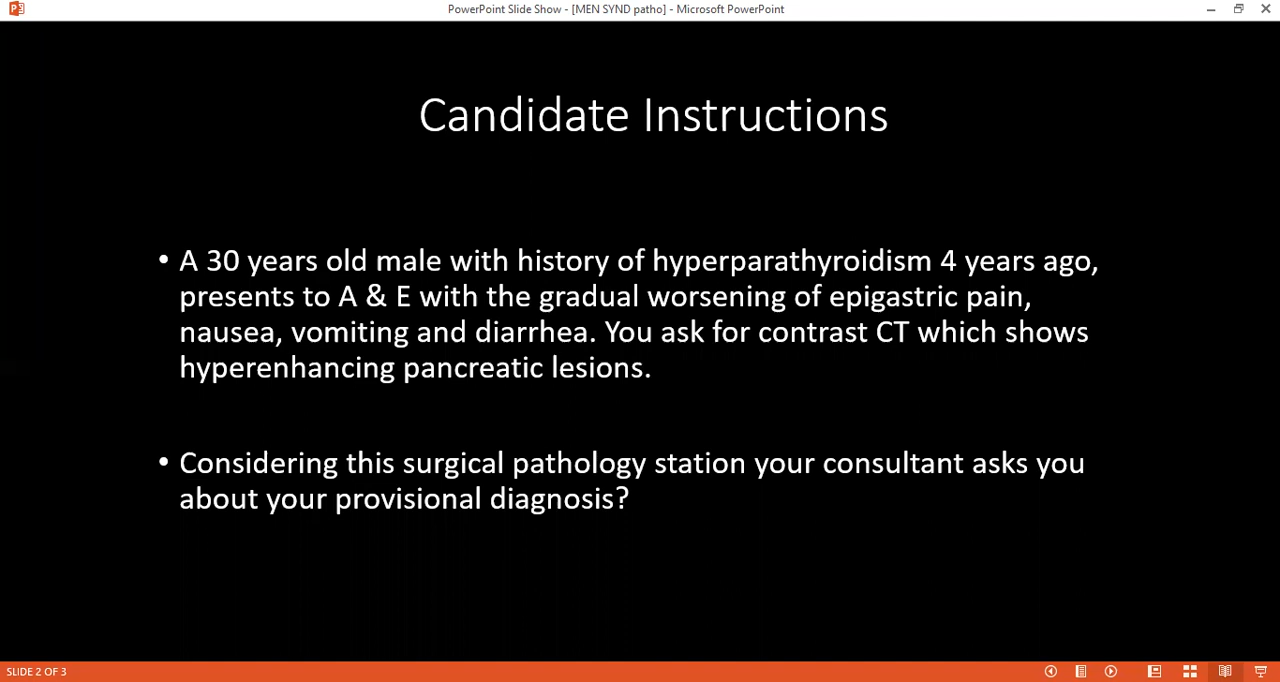 PowerPoint Slide Show - [MEN SYND patho] - Microsoft PowerPoint
Candidate Instructions
• A 30 years old male with history of hyperparathyroidism 4 years ago,
presents to A & E with the gradual worsening of epigastric pain,
nausea, vomiting and diarrhea. You ask for contrast CT which shows
hyperenhancing pancreatic lesions.
• Considering this surgical pathology station your consultant asks you
about your provisional diagnosis?
SLIDE 2 OF 3